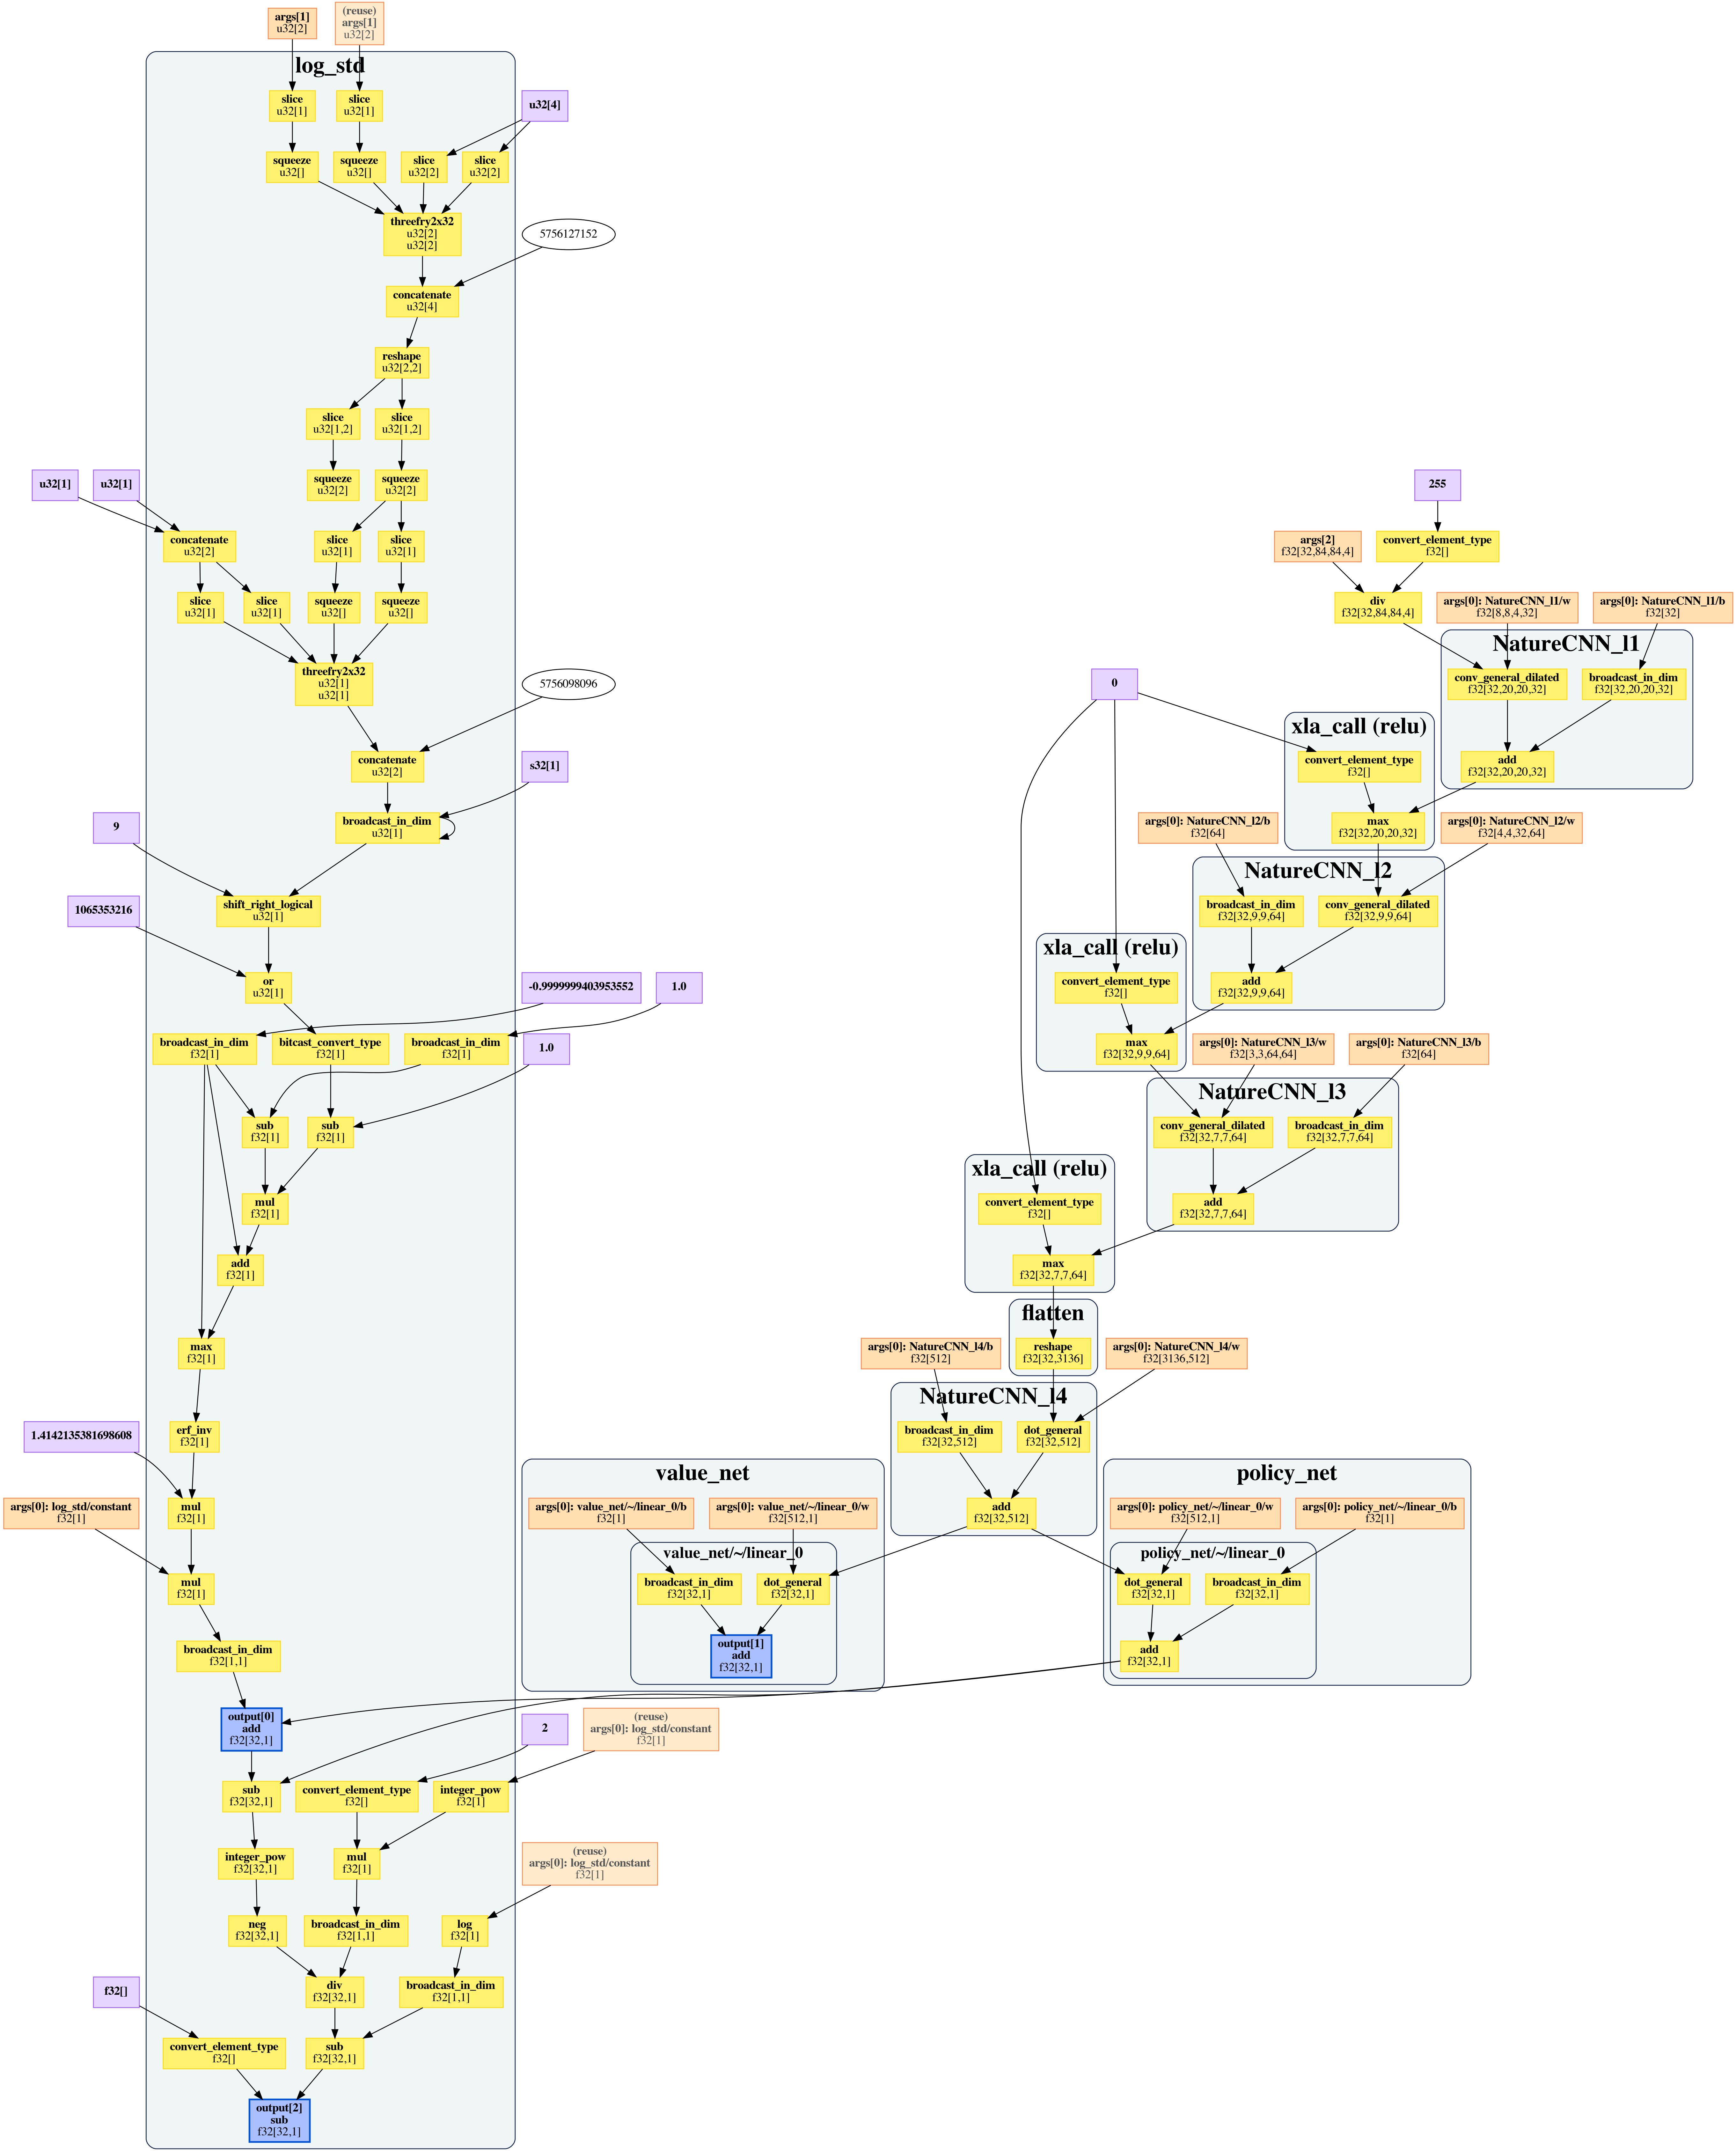 args[1]
u32[2]
(reuse)
args[1]
u32[2]
log_std
slice
u32[1]
slice
u32[1]
u32[4]
squeeze
u32[]
squeeze
u32[]
slice
u32[2]
slice
u32[2]
threefry2x32
u32[2]
u32[2]
5756127152
concatenate
u32[4]
reshape
u32[2,2]
slice
u32[1,2]
slice
u32[1,2]
u32[1]
u32[1]
squeeze
u32[2]
squeeze
u32[2]
concatenate
u32[2]
slice
u32[1]
slice
u32[1]
slice
u32[1]
slice
u32[1]
squeeze
u32[]
squeeze
u32[]
threefry2x32
u32[1]
u32[1]
5756098096
concatenate
u32[2]
s32[1]
9
broadcast_in_dim
u32[1]
shift_right_logical
u32[1]
1065353216
or
u32[1]
-0.9999999403953552
1.0
broadcast_in_dim
f32[1]
bitcast_convert_type
f32[1]
broadcast_in_dim
f32[1]
1.0
sub
f32[1]
sub
f32[1]
mul
f32[1]
add
f32[1]
max
f32[1]
erf_inv
f32[1]
1.4142135381698608
mul
f32[1]
args[0]: log_std/constant
f32[1]
mul
f32[1]
broadcast_in_dim
f32[1,1]
output[0]
add
f32[32,1]
2
(reuse)
args[0]: log_std/constant
f32[1]
sub
f32[32,1]
convert_element_type
f32[]
integer_pow
f32[1]
integer_pow
f32[32,1]
mul
f32[1]
(reuse)
args[0]: log_std/constant
f32[1]
neg
f32[32,1]
broadcast_in_dim
f32[1,1]
log
f32[1]
f32[]
div
f32[32,1]
broadcast_in_dim
f32[1,1]
convert_element_type
f32[]
sub
f32[32,1]
output[2]
sub
f32[32,1]
255
args[2]
f32[32,84,84,4]
convert_element_type
f32[]
div
f32[32,84,84,4]
args[0]: NatureCNN_l1/w
f32[8,8,4,32]
args[0]: NatureCNN_l1/b
f32[32]
NatureCNN_l1
conv_general_dilated
f32[32,20,20,32]
broadcast_in_dim
f32[32,20,20,32]
add
f32[32,20,20,32]
0
xla_call (relu)
convert_element_type
f32[]
max
f32[32,20,20,32]
args[0]: NatureCNN_l2/b
f32[64]
args[0]: NatureCNN_l2/w
f32[4,4,32,64]
NatureCNN_l2
broadcast_in_dim
f32[32,9,9,64]
conv_general_dilated
f32[32,9,9,64]
add
f32[32,9,9,64]
xla_call (relu)
convert_element_type
f32[]
max
f32[32,9,9,64]
args[0]: NatureCNN_l3/w
f32[3,3,64,64]
args[0]: NatureCNN_l3/b
f32[64]
NatureCNN_l3
conv_general_dilated
f32[32,7,7,64]
broadcast_in_dim
f32[32,7,7,64]
add
f32[32,7,7,64]
xla_call (relu)
convert_element_type
f32[]
max
f32[32,7,7,64]
flatten
reshape
f32[32,3136]
args[0]: NatureCNN_l4/b
f32[512]
args[0]: NatureCNN_l4/w
f32[3136,512]
NatureCNN_l4
broadcast_in_dim
f32[32,512]
dot_general
f32[32,512]
add
f32[32,512]
value_net
args[0]: value_net/~/linear_0/b
f32[1]
args[0]: value_net/~/linear_0/w
f32[512,1]
value_net/~/linear_0
broadcast_in_dim
f32[32,1]
dot_general
f32[32,1]
output[1]
add
f32[32,1]
policy_net
args[0]: policy_net/~/linear_0/w
f32[512,1]
args[0]: policy_net/~/linear_0/b
f32[1]
policy_net/~/linear_0
dot_general
f32[32,1]
broadcast_in_dim
f32[32,1]
add
f32[32,1]